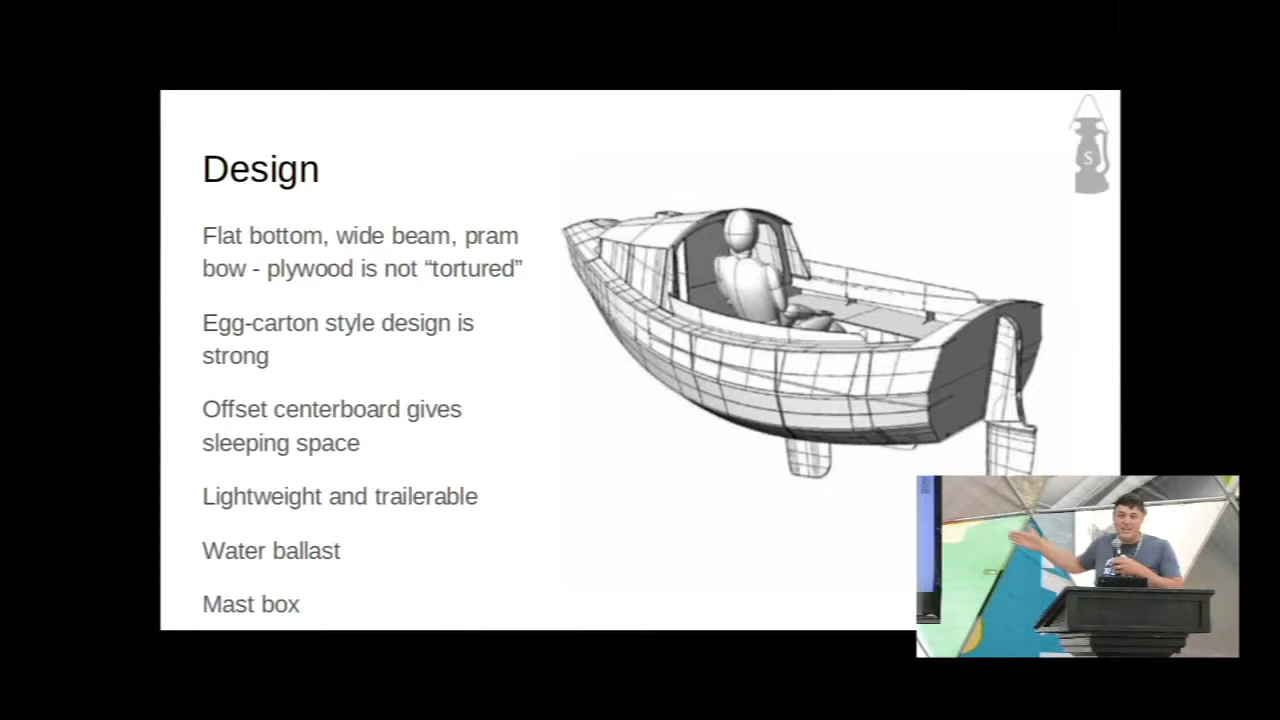 Design
Flat bottom, wide beam, pram
bow - plywood is not “tortured”
Egg-carton style design is
strong
Offset centerboard gives
sleeping space
Lightweight and trailerable
Water ballast
Mast box
S